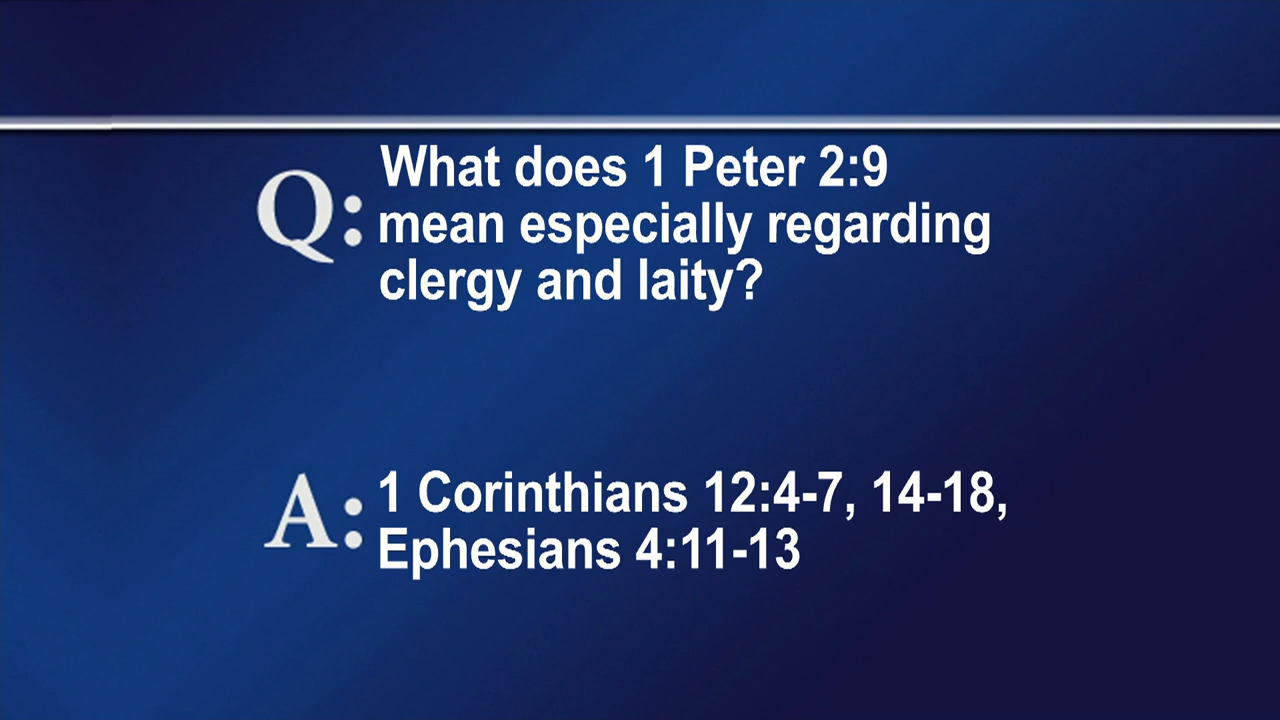 Q: What does 1 Peter 2:9
mean especially regarding
clergy and laity?
A: 1 Corinthians 12:4-7, 14-18,
Ephesians 4:11-13